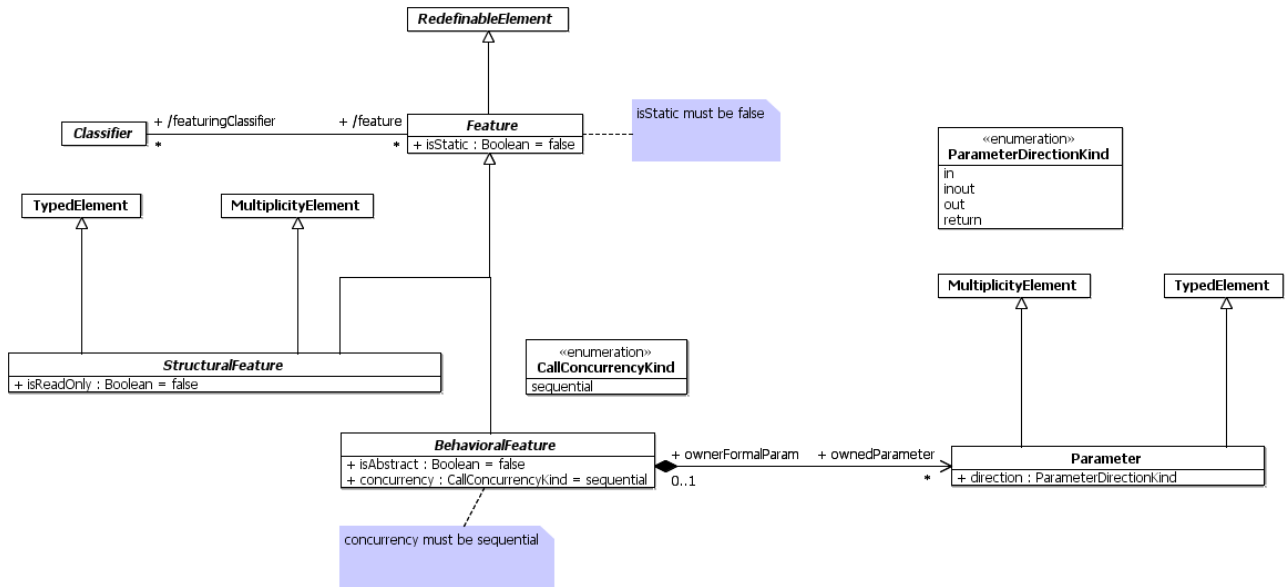 RedefinableElement
+ /featuringClassifier
+ /feature
Classifier
*
*
Feature
+ isStatic : Boolean = false
isStatic must be false
«enumeration»
ParameterDirectionKind
in
inout
out
return
TypedElement
MultiplicityElement
MultiplicityElement
TypedElement
StructuralFeature
+ isReadOnly : Boolean = false
«enumeration»
CallConcurrencyKind
sequential
BehavioralFeature
+ isAbstract : Boolean = false
+ concurrency : CallConcurrencyKind = sequential
+ ownerFormalParam
+ ownedParameter
0..1
*
Parameter
+ direction : ParameterDirectionKind
concurrency must be sequential